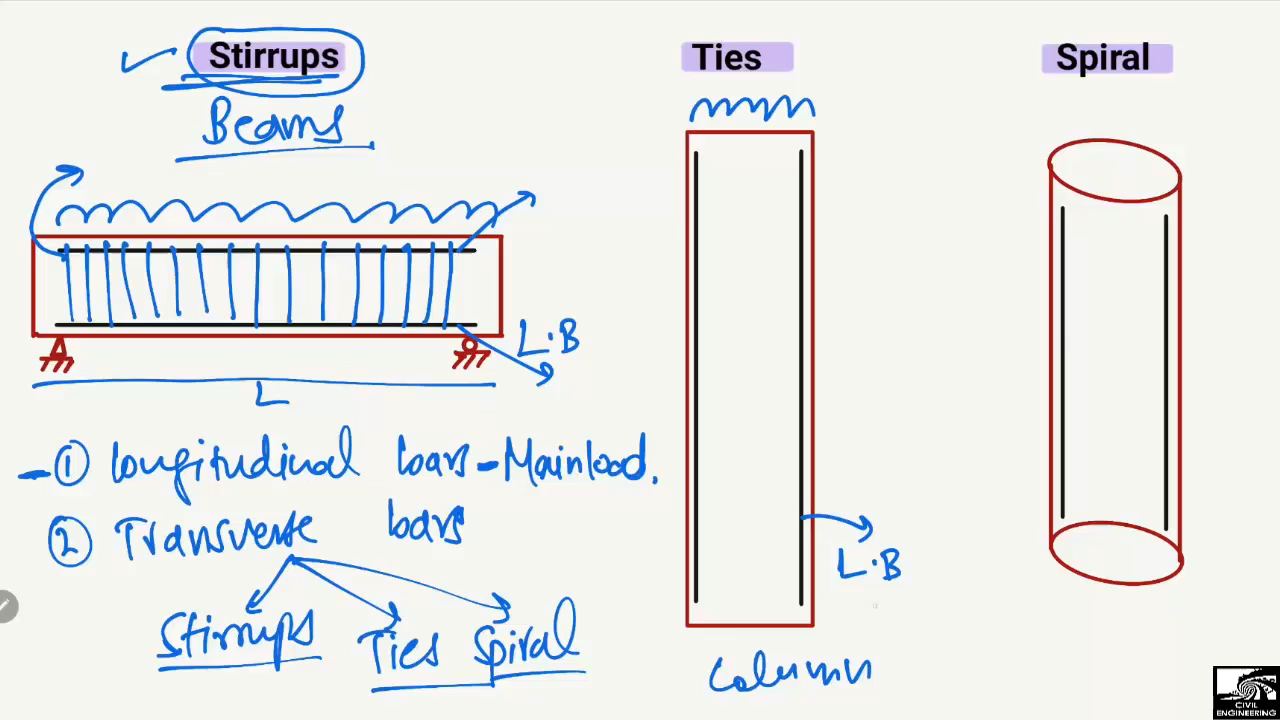 Stirrups
Beams
L.B
L
① Longitudinal bars - Mainload.
② Transverse bars
Stirrups Ties Spiral
Ties
L.B
column
Spiral
CIVIL
ENGINEERING